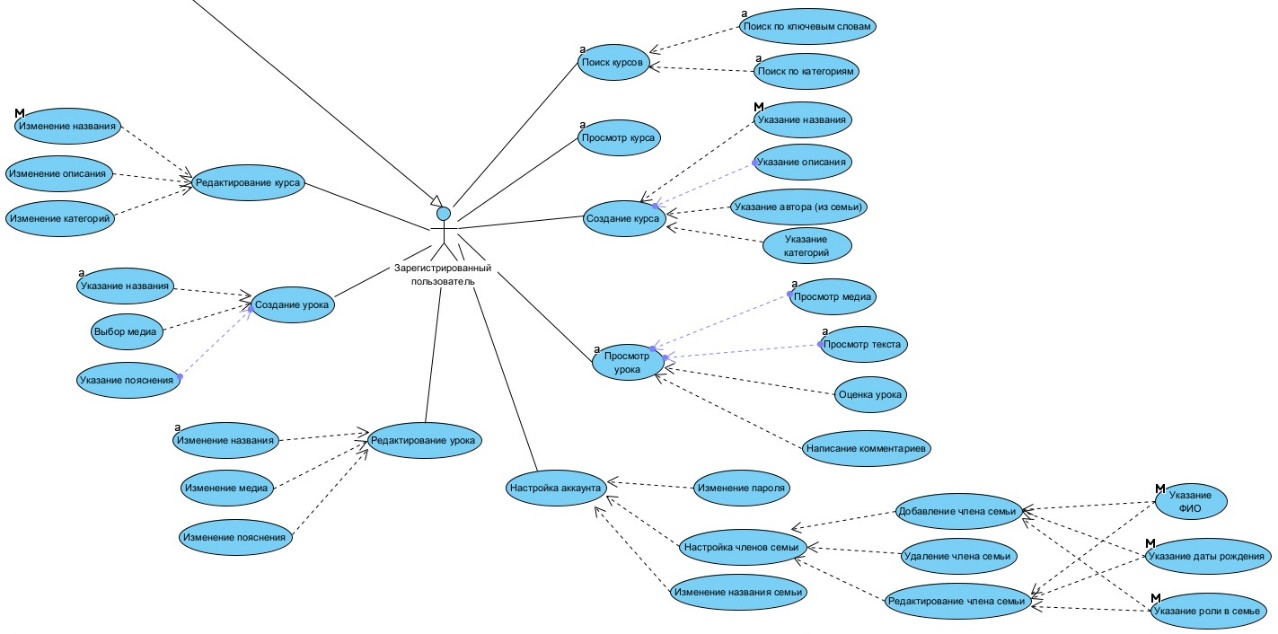 a
Поиск по ключевым словам
a
Поиск курсов
a
Поиск по категориям
M
Изменение названия
M
Указание названия
a
Просмотр курса
Указание описания
Изменение описания
Редактирование курса
Изменение категорий
Указание автора (из семьи)
Создание курса
Указание
категорий
Зарегистрированный
пользователь
a
Указание названия
Создание урока
Выбор медиа
Указание пояснения
a
Просмотр медиа
a
Просмотр текста
a
Просмотр
урока
Оценка урока
Написание комментариев
a
Изменение названия
Редактирование урока
Изменение медиа
Изменение пояснения
Настройка аккаунта
Изменение пароля
Настройка членов семьи
Изменение названия семьи
Добавление члена семьи
Удаление члена семьи
Редактирование члена семьи
M
Указание
ФИО
M
Указание даты рождения
M
Указание роли в семье